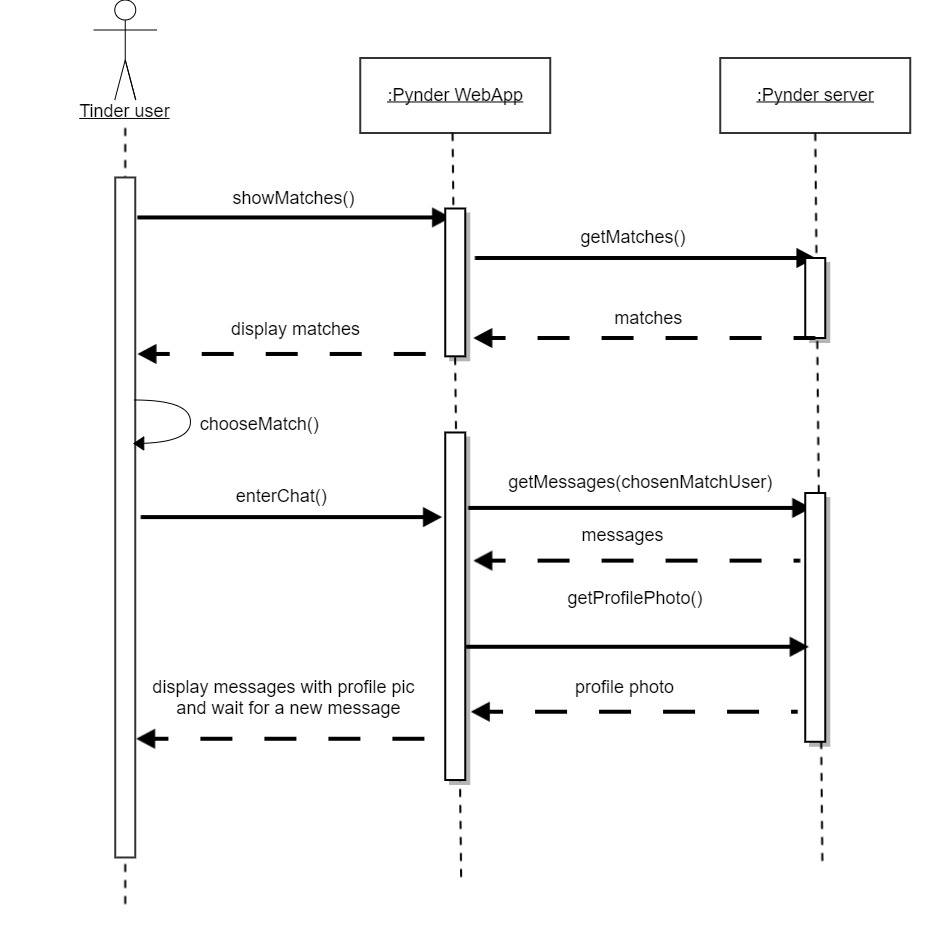 Tinder user
:Pynder WebApp
:Pynder server
showMatches()
getMatches()
matches
display matches
chooseMatch()
enterChat()
getMessages(chosenMatchUser)
messages
getProfilePhoto()
display messages with profile pic
and wait for a new message
profile photo